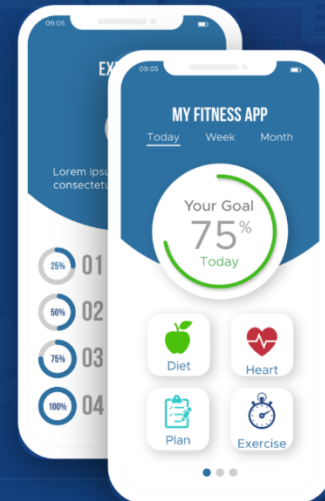 09:05
EX
Lorem ipsu
consectetu
25% 01
50% 02
75% 03
100% 04
09:05
MY FITNESS APP
Today Week Month
Your Goal
75%
Today
Diet Heart
Plan Exercise